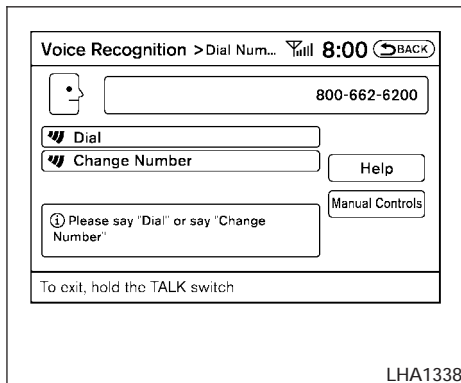 Voice Recognition >Dial Num... 8:00 BACK
800-662-6200
Dial
Change Number
Help
Manual Controls
Please say "Dial" or say "Change
Number"
To exit, hold the TALK switch
LHA1338